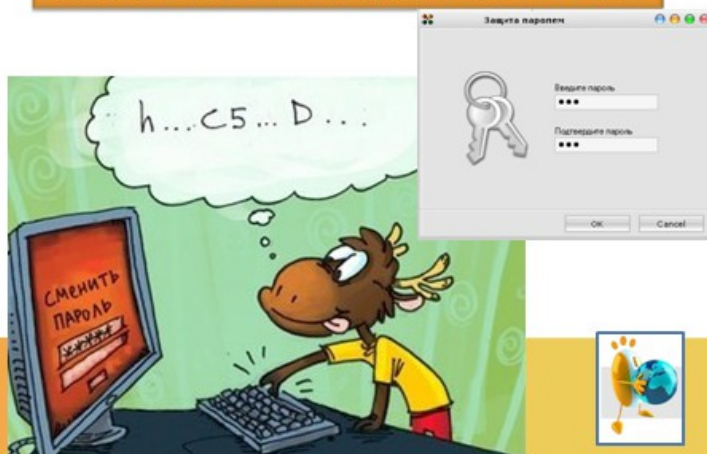 Защита паролем
Введите пароль
•••
Подтвердите пароль
•••
OK
Cancel
h...C5...D...
СМЕНИТЬ
ПАРОЛЬ
*****